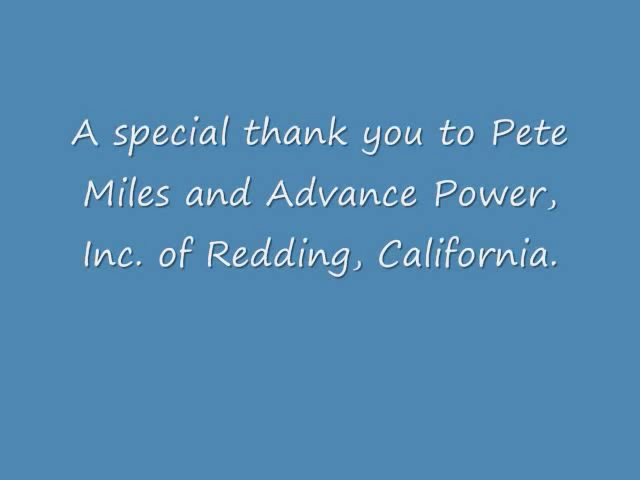 A special thank you to Pete
Miles and Advance Power,
Inc. of Redding, California.